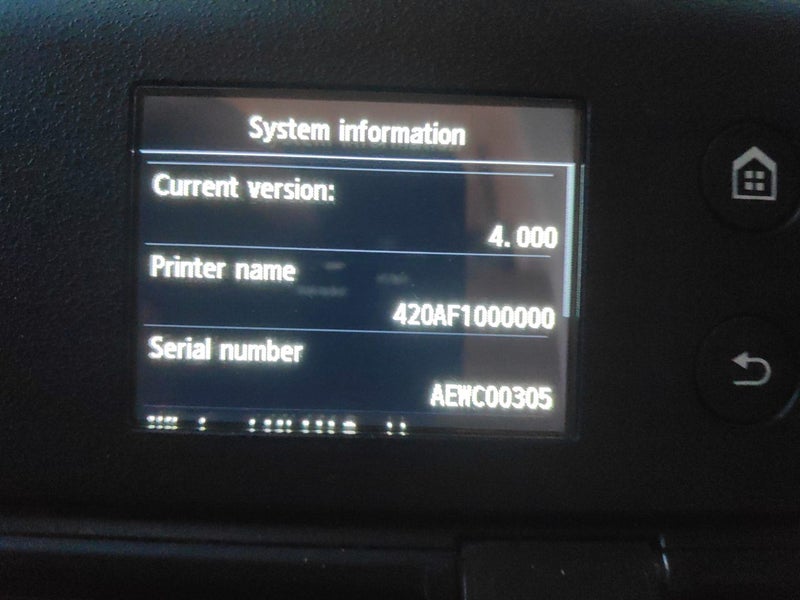 System information
Current version:
4.000
Printer name
420AF1000000
Serial number
AEWC00305